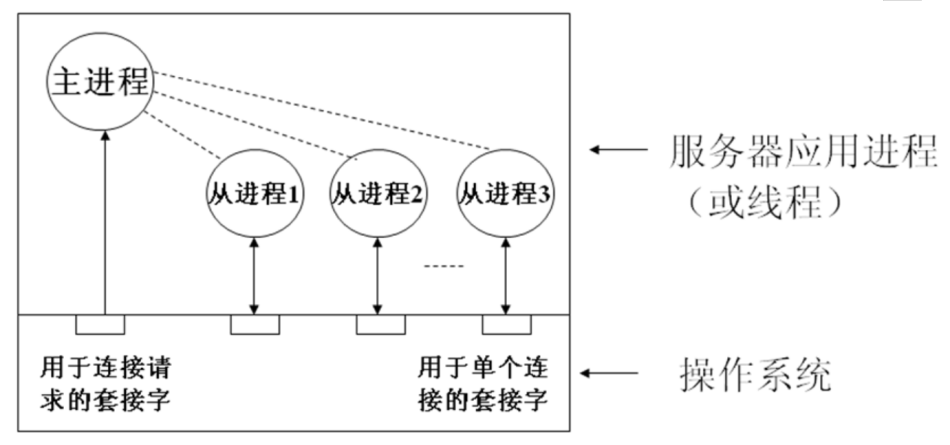 主进程
从进程1
从进程2
从进程3
服务器应用进程
（或线程）
用于连接请
求的套接字
用于单个连
接的套接字
操作系统